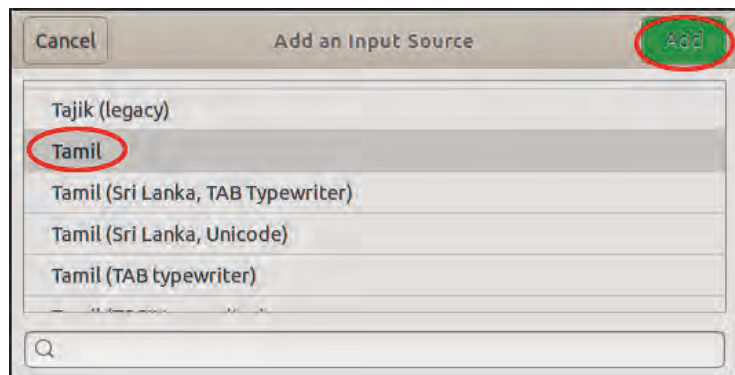 Cancel Add an Input Source Add
Tajik (legacy)
Tamil
Tamil (Sri Lanka, TAB Typewriter)
Tamil (Sri Lanka, Unicode)
Tamil (TAB typewriter)